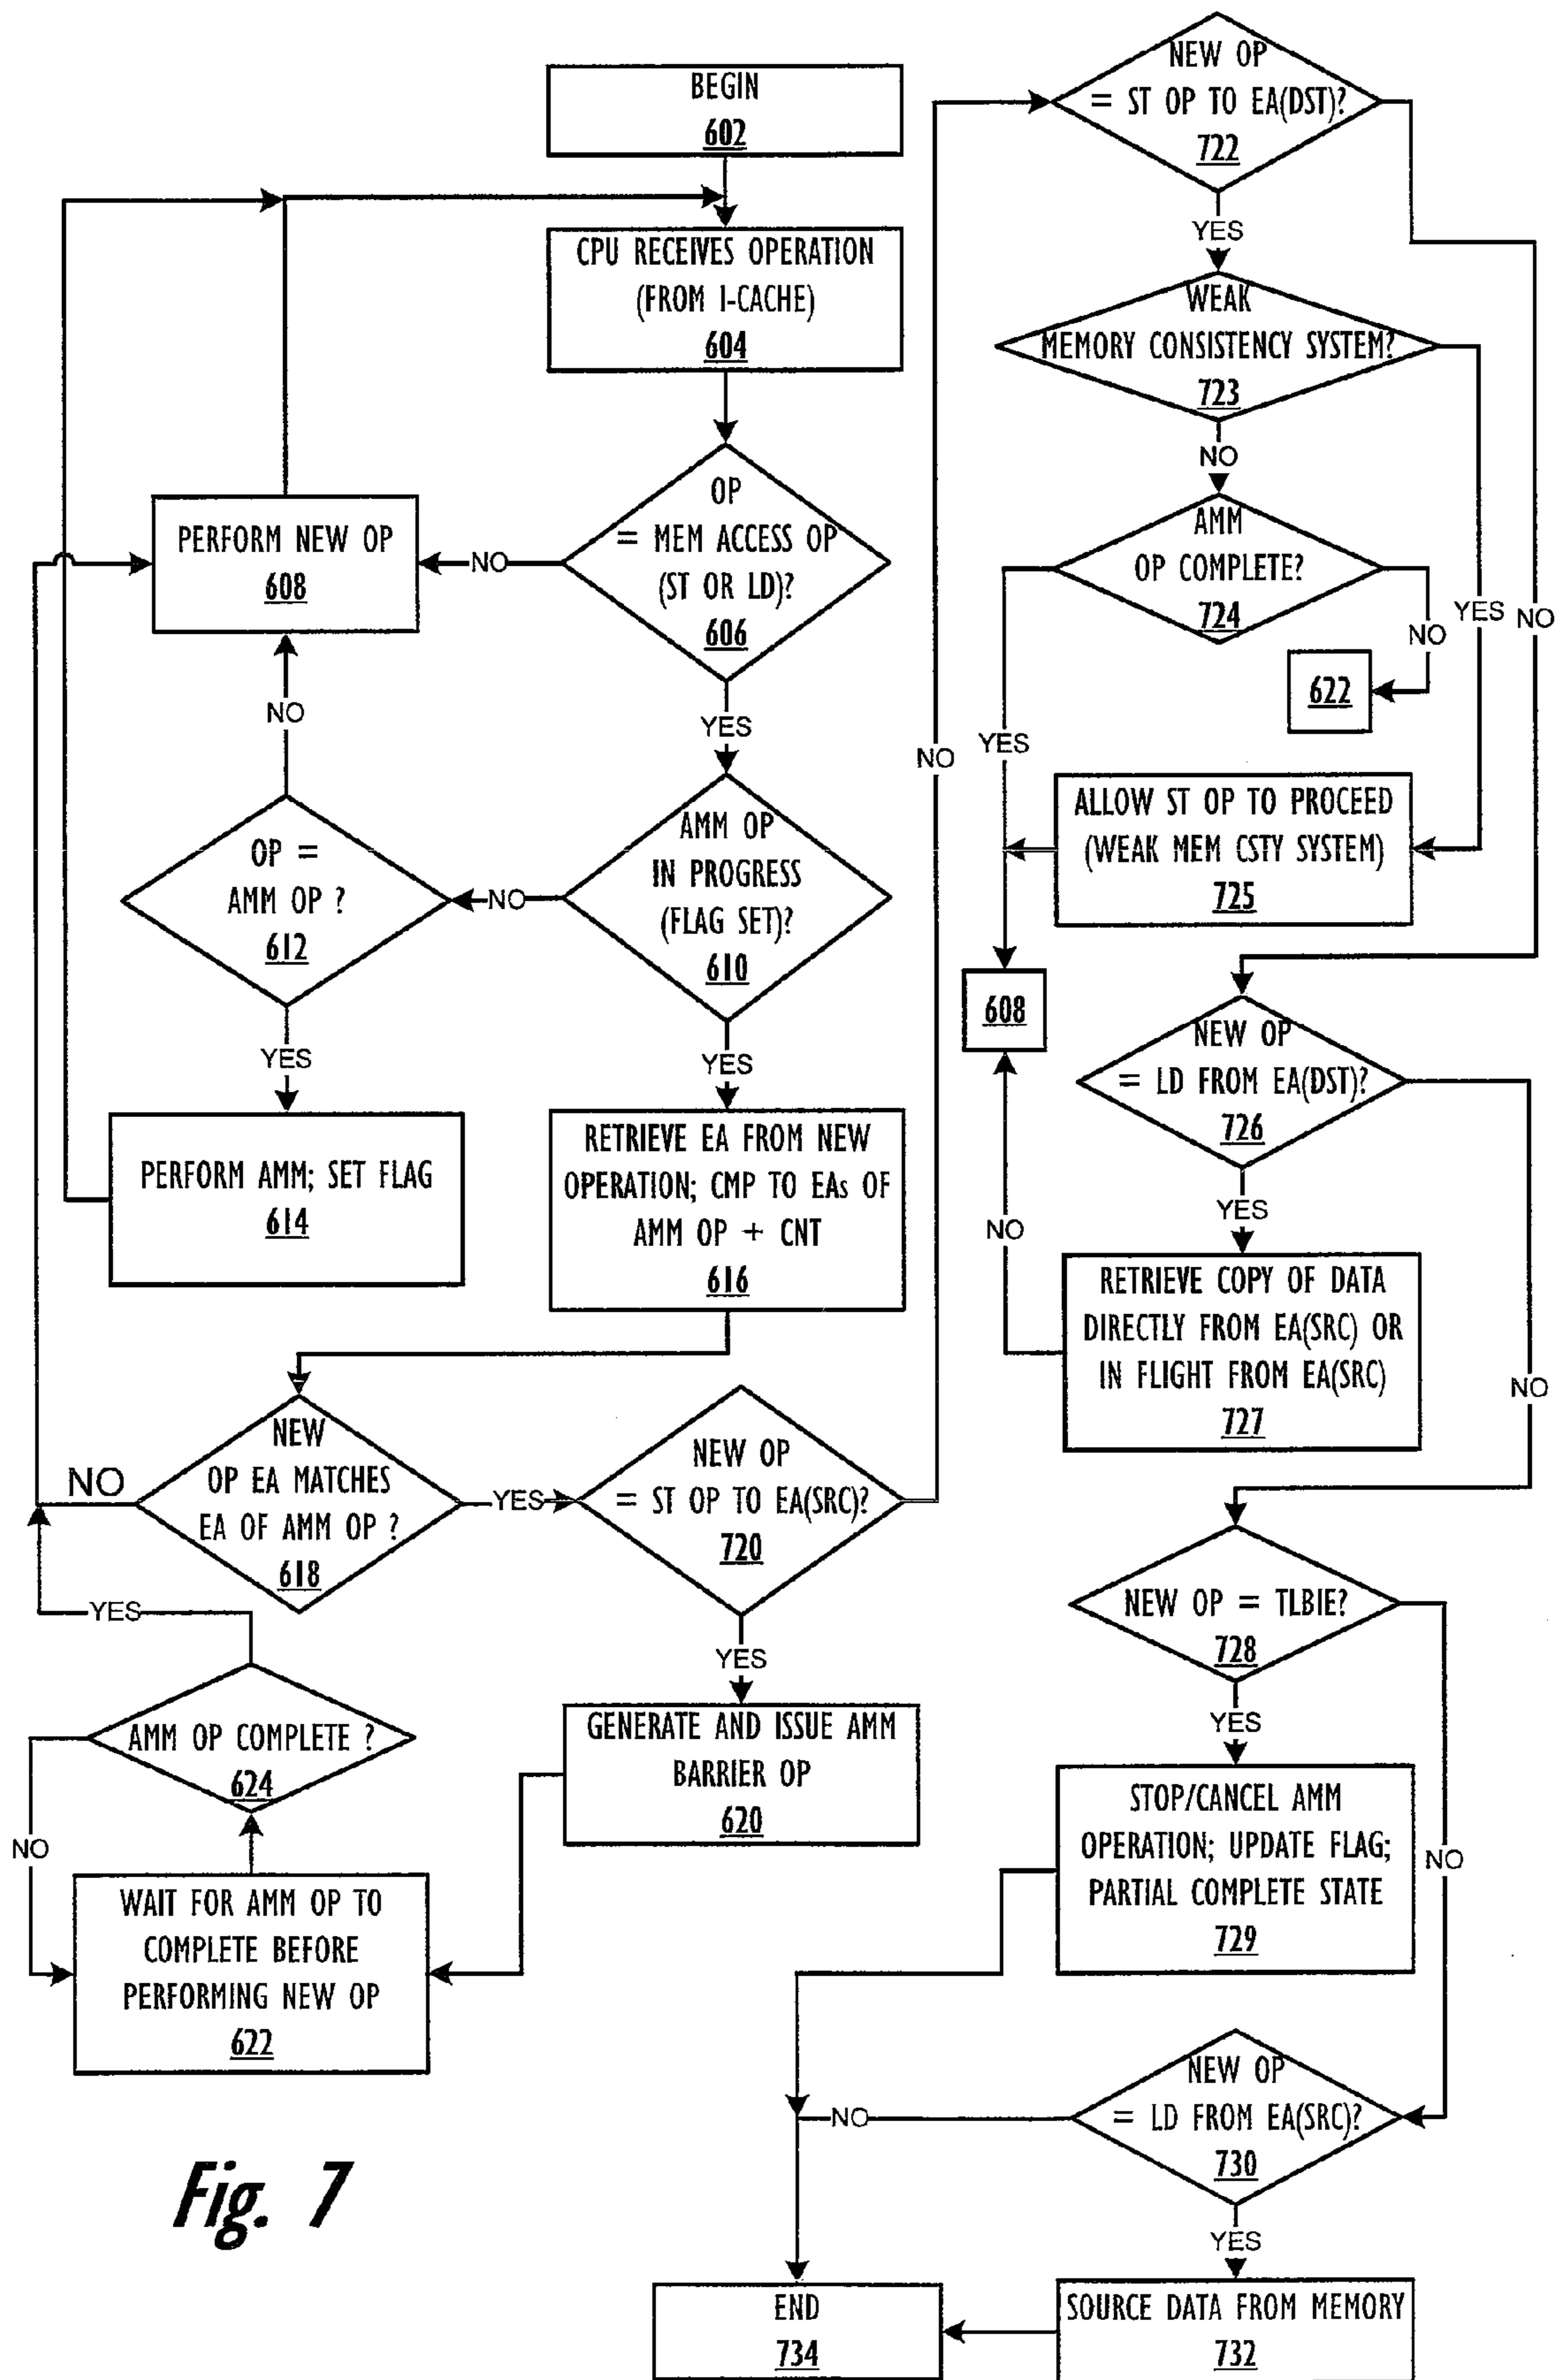 BEGIN
602
CPU RECEIVES OPERATION
(FROM I-CACHE)
604
OP
= MEM ACCESS OP
(ST OR LD)?
606
NO
YES
PERFORM NEW OP
608
NO
AMM OP
IN PROGRESS
(FLAG SET)?
610
NO
YES
OP =
AMM OP ?
612
YES
PERFORM AMM; SET FLAG
614
RETRIEVE EA FROM NEW
OPERATION; CMP TO EAs OF
AMM OP + CNT
616
NEW
OP EA MATCHES
EA OF AMM OP ?
618
NO
YES
NEW OP
= ST OP TO EA(SRC)?
720
NO
YES
GENERATE AND ISSUE AMM
BARRIER OP
620
WAIT FOR AMM OP TO
COMPLETE BEFORE
PERFORMING NEW OP
622
AMM OP COMPLETE ?
624
YES
NO
NEW OP
= ST OP TO EA(DST)?
722
YES
NO
WEAK
MEMORY CONSISTENCY SYSTEM?
723
NO
YES
AMM
OP COMPLETE?
724
YES
NO
622
ALLOW ST OP TO PROCEED
(WEAK MEM CSTY SYSTEM)
725
608
NEW OP
= LD FROM EA(DST)?
726
YES
NO
RETRIEVE COPY OF DATA
DIRECTLY FROM EA(SRC) OR
IN FLIGHT FROM EA(SRC)
727
NO
NEW OP = TLBIE?
728
YES
NO
STOP/CANCEL AMM
OPERATION; UPDATE FLAG;
PARTIAL COMPLETE STATE
729
NEW OP
= LD FROM EA(SRC)?
730
NO
YES
SOURCE DATA FROM MEMORY
732
END
734
Fig. 7